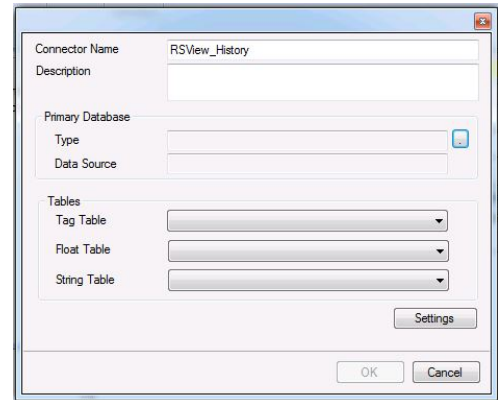 Connector Name RSView_History
Description
Primary Database
Type
Data Source
Tables
Tag Table
Float Table
String Table
Settings
OK Cancel